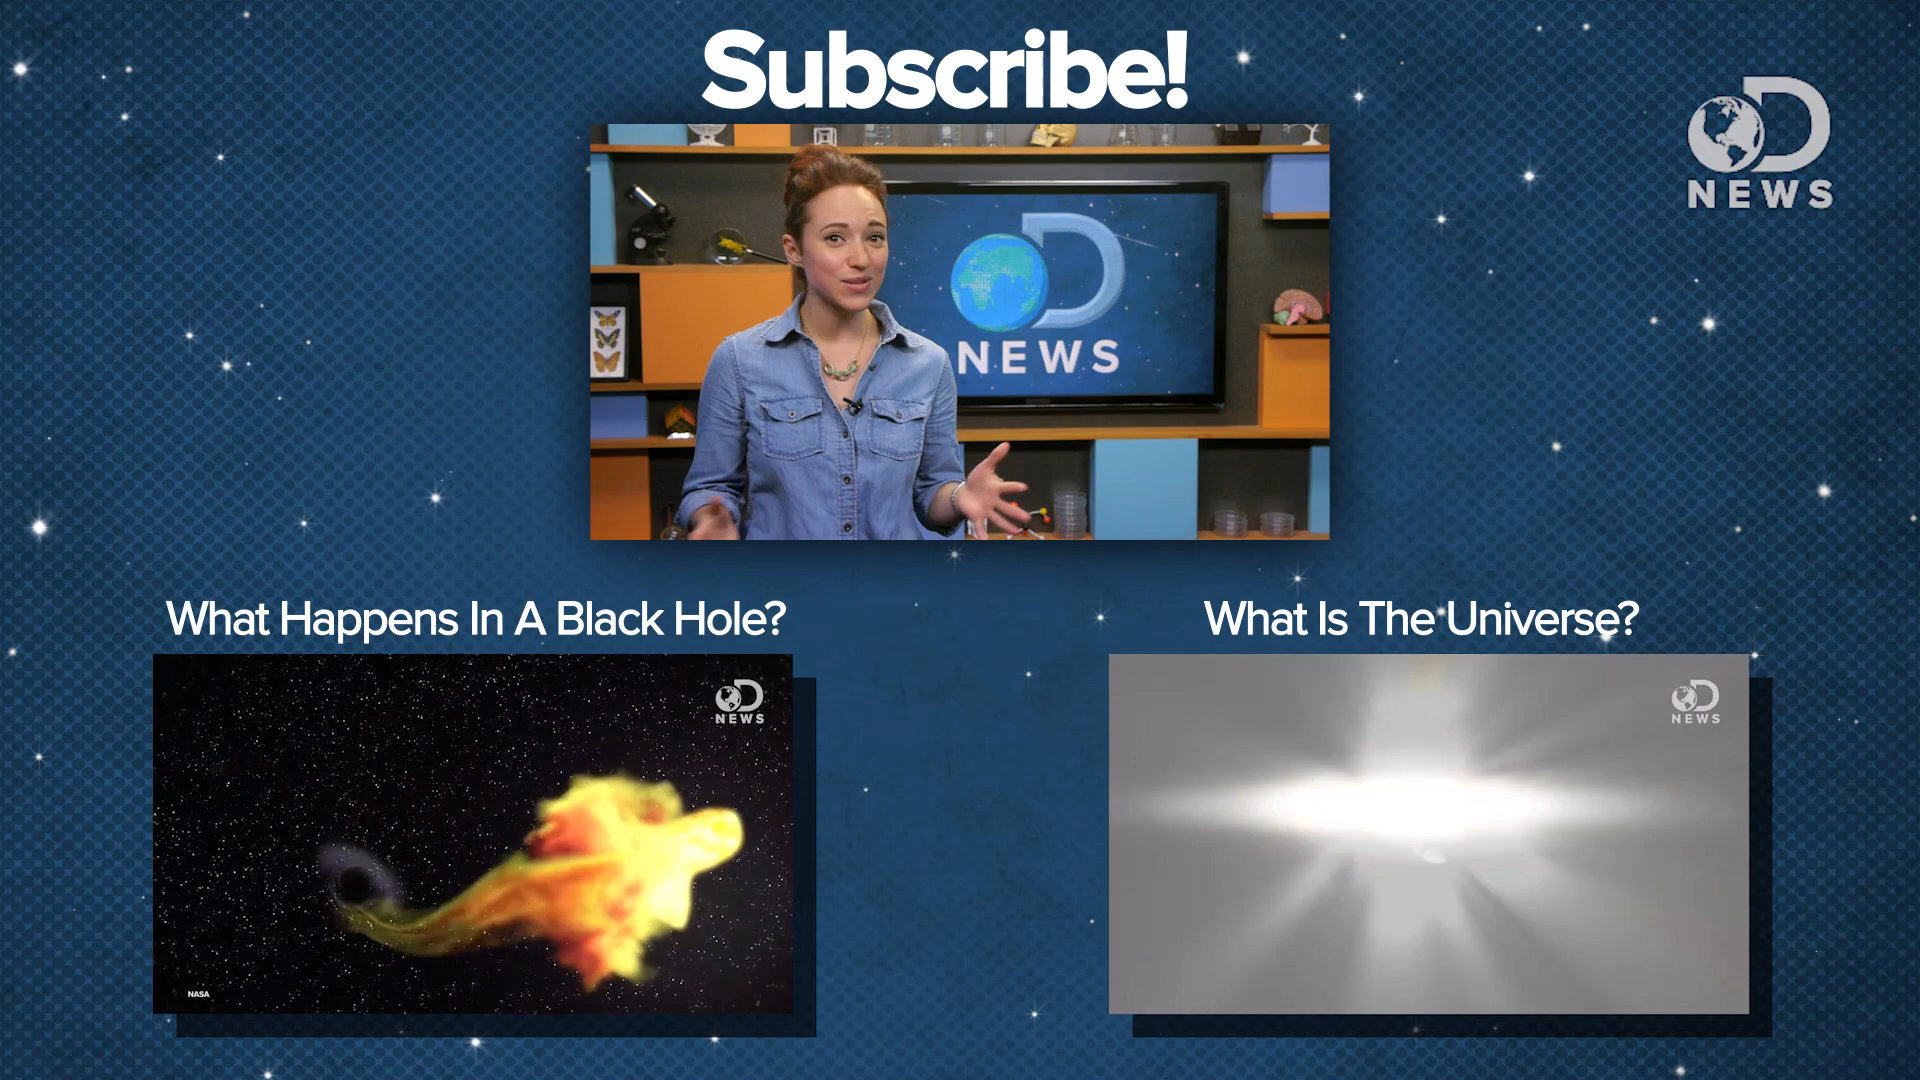 Subscribe!
NEWS
NEWS
What Happens In A Black Hole?
What Is The Universe?
NEWS
NEWS
NASA